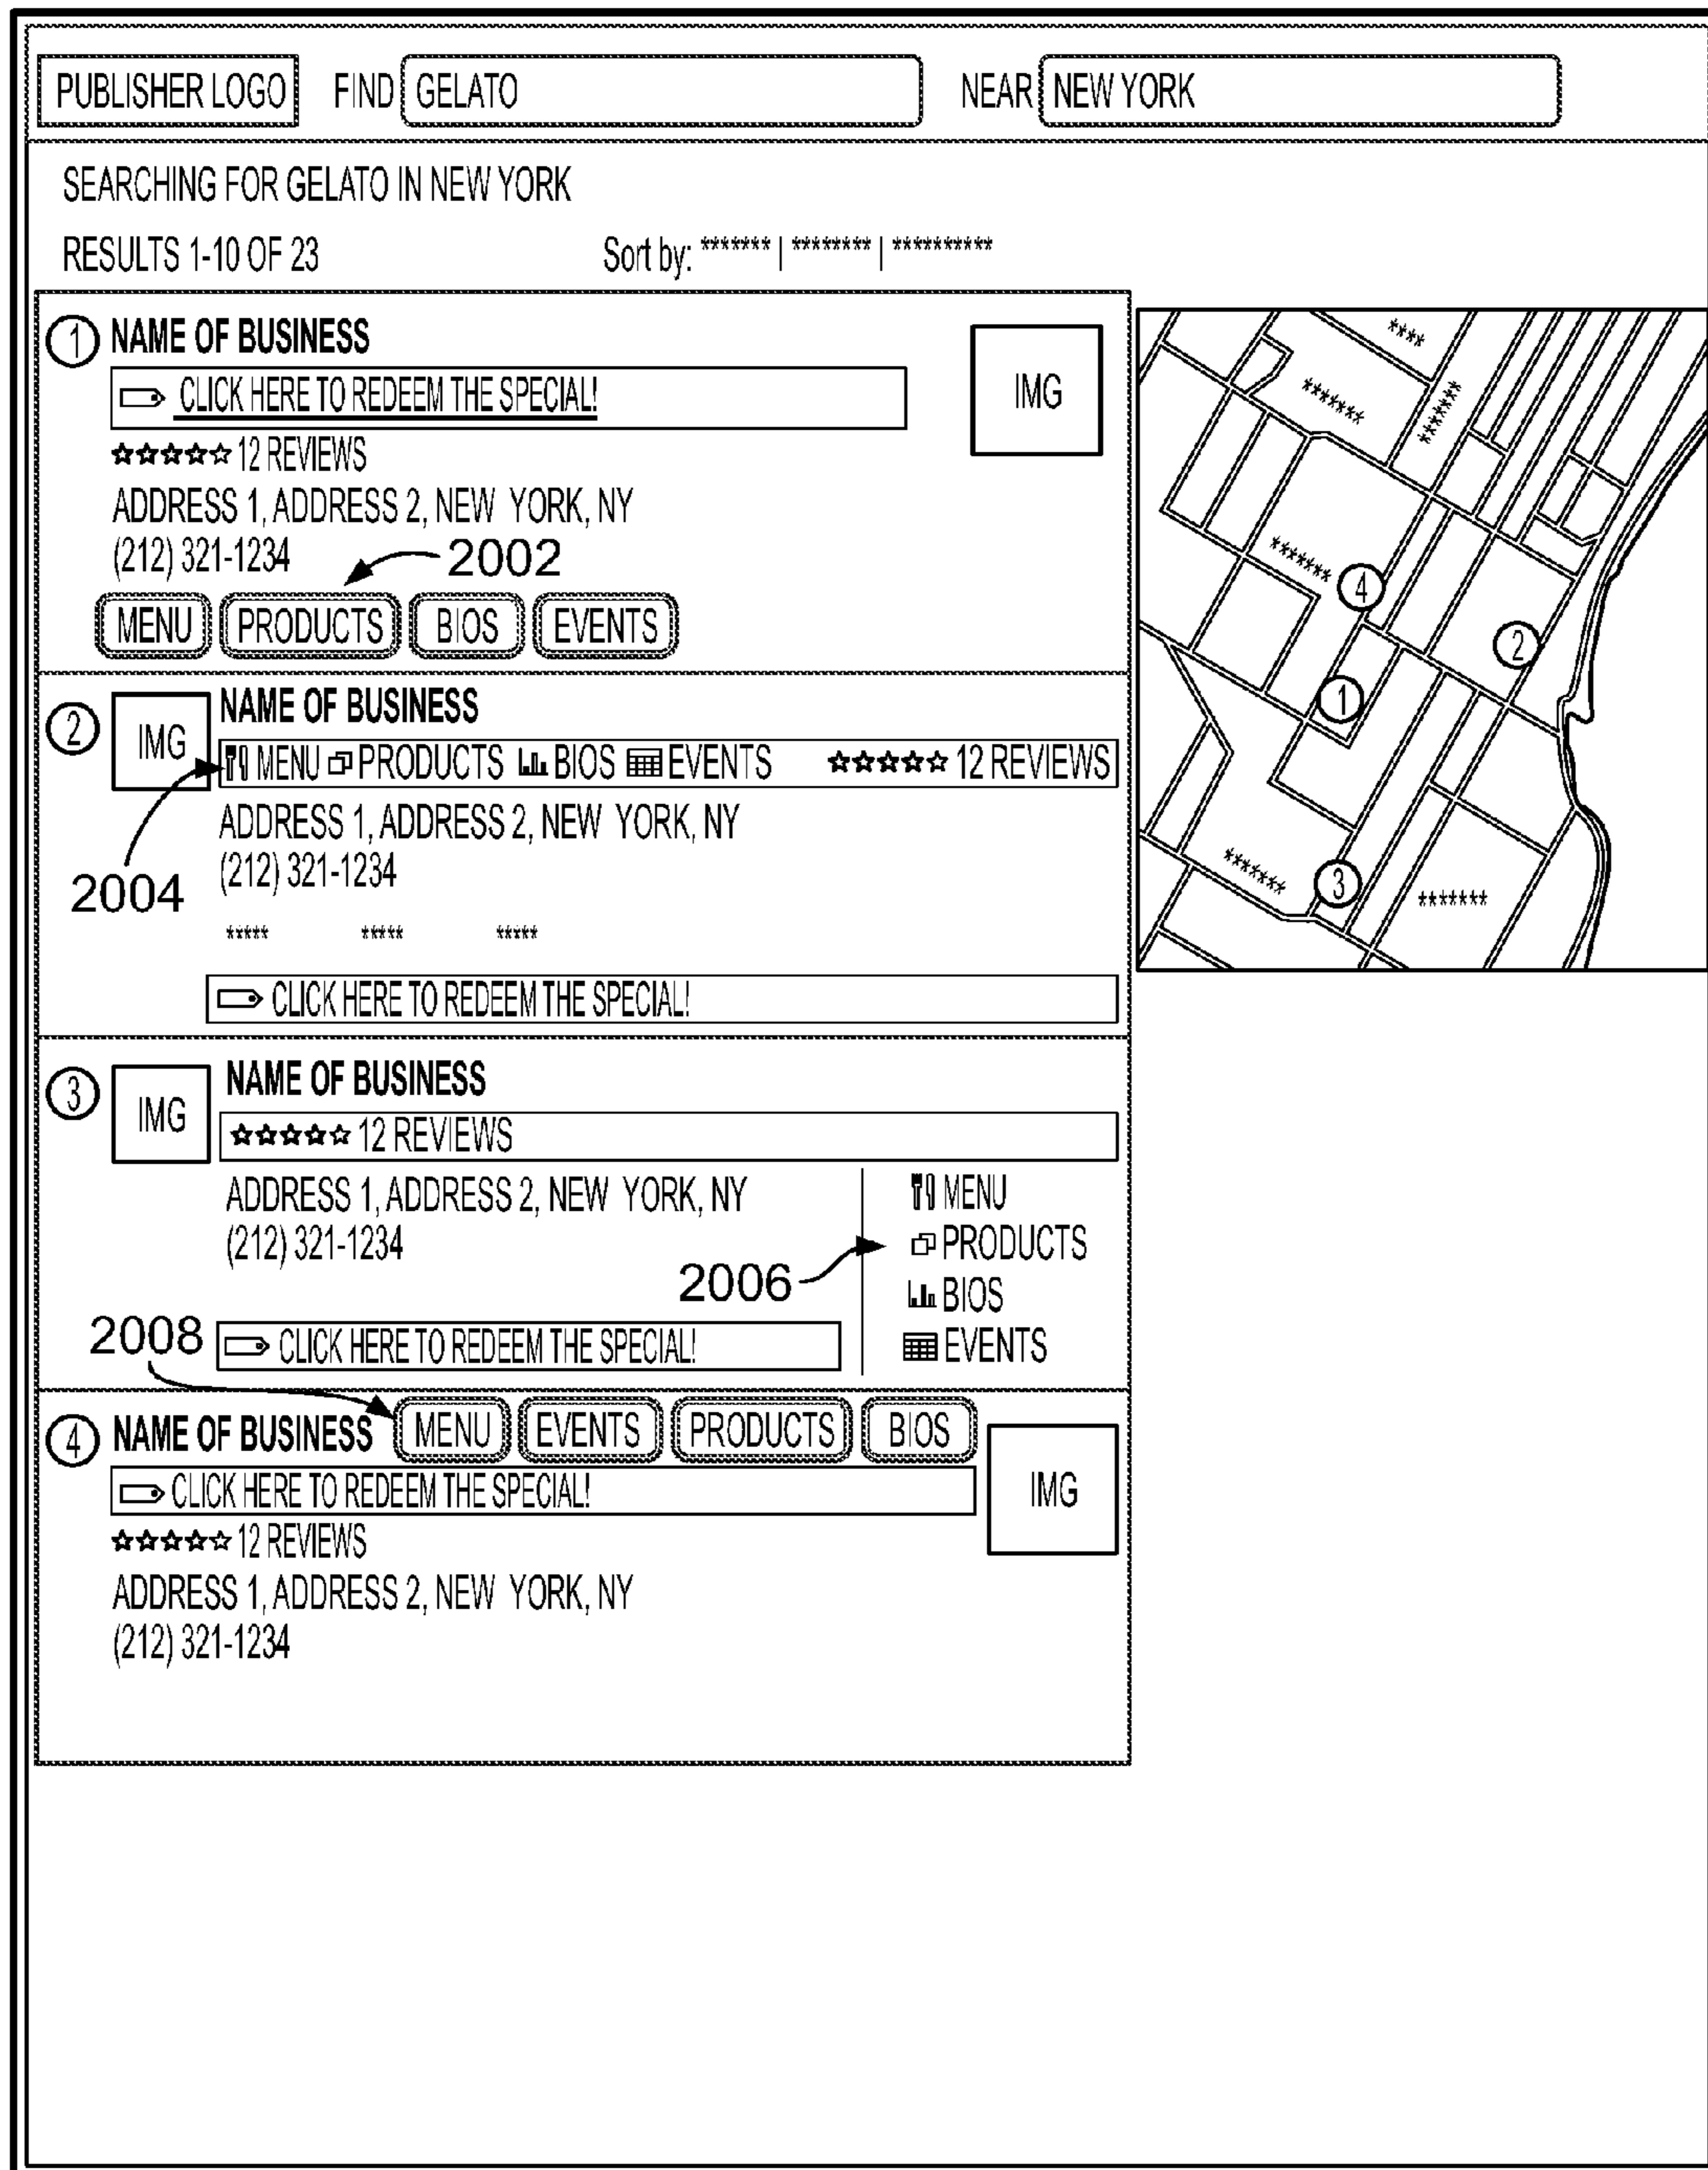 PUBLISHER LOGO FIND GELATO NEAR NEW YORK
SEARCHING FOR GELATO IN NEW YORK
RESULTS 1-10 OF 23 Sort by: ******* | ******** | **********
1 NAME OF BUSINESS
CLICK HERE TO REDEEM THE SPECIAL!
IMG
☆☆☆☆☆ 12 REVIEWS
ADDRESS 1, ADDRESS 2, NEW YORK, NY
(212) 321-1234
2002
MENU PRODUCTS BIOS EVENTS
2 IMG NAME OF BUSINESS
MENU PRODUCTS BIOS EVENTS ☆☆☆☆☆ 12 REVIEWS
ADDRESS 1, ADDRESS 2, NEW YORK, NY
(212) 321-1234
2004
***** ***** *****
CLICK HERE TO REDEEM THE SPECIAL!
3 IMG NAME OF BUSINESS
☆☆☆☆☆ 12 REVIEWS
ADDRESS 1, ADDRESS 2, NEW YORK, NY
(212) 321-1234
MENU
PRODUCTS
BIOS
EVENTS
2006
2008
CLICK HERE TO REDEEM THE SPECIAL!
4 NAME OF BUSINESS MENU EVENTS PRODUCTS BIOS
CLICK HERE TO REDEEM THE SPECIAL!
IMG
☆☆☆☆☆ 12 REVIEWS
ADDRESS 1, ADDRESS 2, NEW YORK, NY
(212) 321-1234
****
*******
*******
*******
4
2
1
*******
3
*******